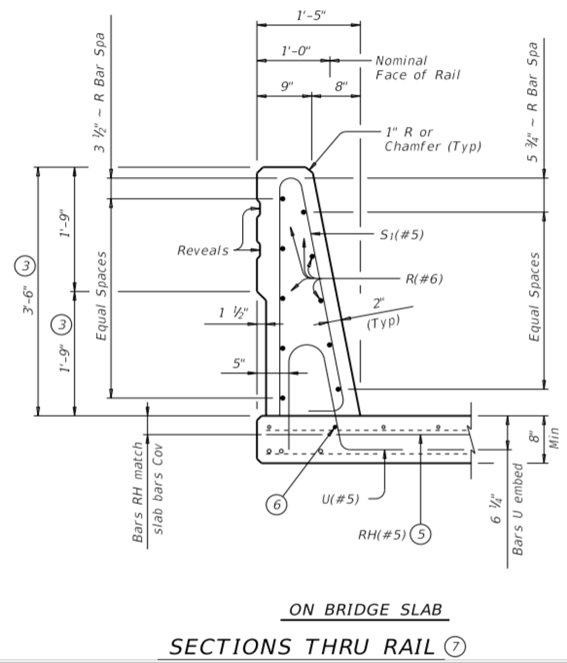 1'-5"
1'-0"
Nominal
Face of Rail
9"
8"
3 ½" ~ R Bar Spa
5 ¾" ~ R Bar Spa
1" R or
Chamfer (Typ)
S1(#5)
Reveals
R(#6)
1'-9"
3
3'-6"
3
1'-9"
Equal Spaces
Equal Spaces
2"
(Typ)
1 ½"
5"
8"
Min
Bars RH match
slab bars Cov
6
U(#5)
RH(#5) 5
6 ¼"
Bars U embed
ON BRIDGE SLAB
SECTIONS THRU RAIL 7